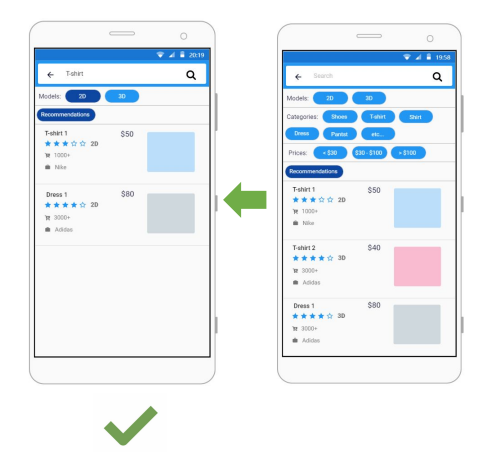 20:19
T-shirt
Models: 2D 3D
Recommendations
T-shirt 1 $50
2D
1000+
Nike
Dress 1 $80
2D
3000+
Adidas
19:58
Search
Models: 2D 3D
Categories: Shoes T-shirt Shirt
Dress Pantal etc...
Prices: <$30 $30-$100 >$100
Recommendations
T-shirt 1 $50
2D
1000+
Nike
T-shirt 2 $40
3D
3000+
Adidas
Dress 1 $80
3D
3000+
Adidas